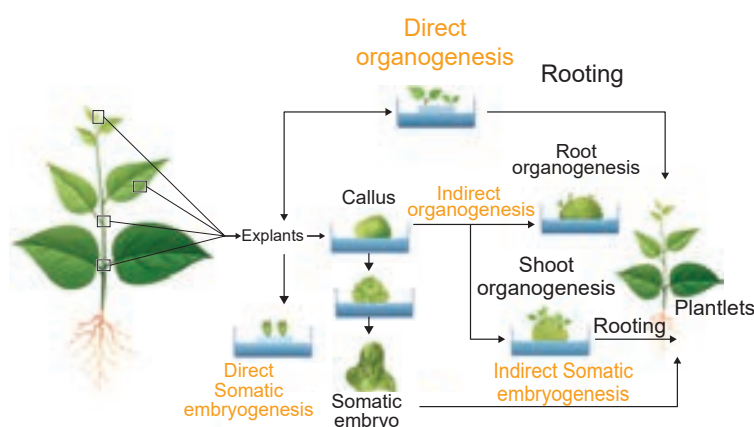 Direct
organogenesis
Rooting
Root
organogenesis
Callus
Indirect
organogenesis
Explants
Shoot
organogenesis
Plantlets
Rooting
Direct
Somatic
embryogenesis
Indirect Somatic
embryogenesis
Somatic
embryo